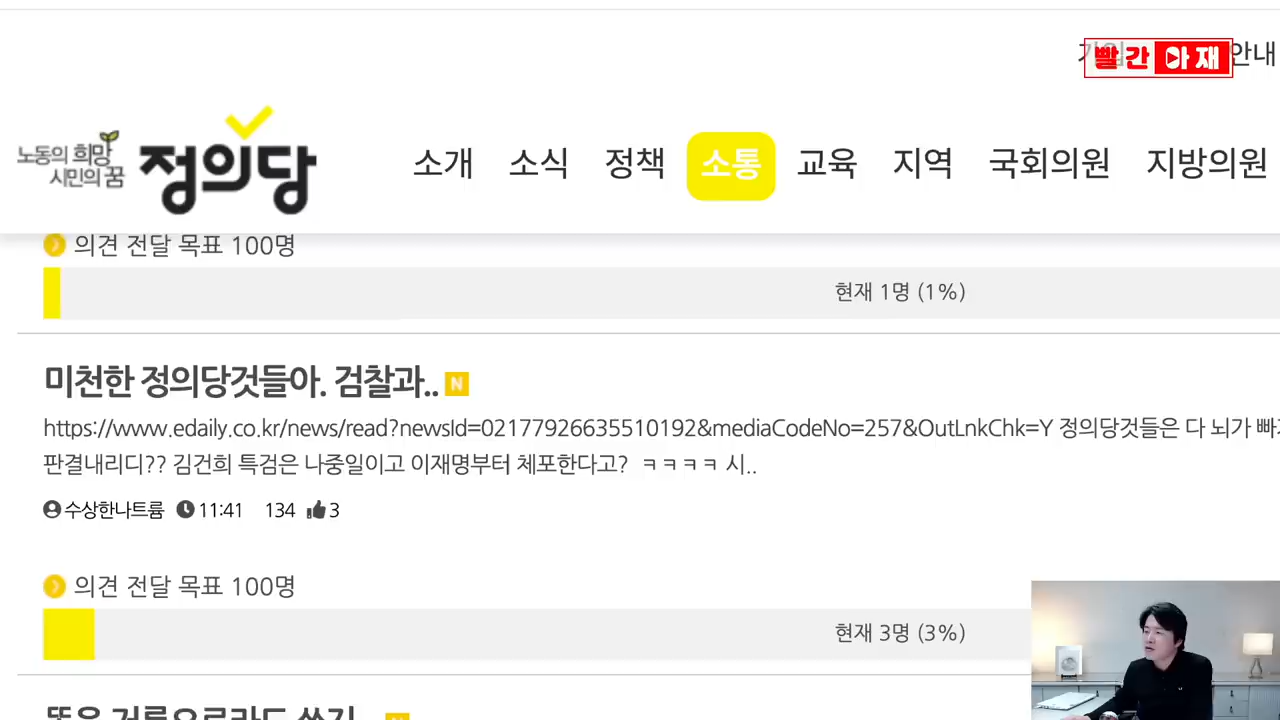 빨간아재
안내
노동의 희망
시민의 꿈
정의당
소개 소식 정책 소통 교육 지역 국회의원 지방의원
의견 전달 목표 100명
현재 1명 (1%)
미천한 정의당것들아. 검찰과.. N
https://www.edaily.co.kr/news/read?newsId=02177926635510192&mediaCodeNo=257&OutLnkChk=Y 정의당것들은 다 뇌가
판결내리디?? 김건희 특검은 나중일이고 이재명부터 체포한다고? ㅋㅋㅋㅋ 시..
수상한나트륨 11:41 134 3
의견 전달 목표 100명
현재 3명 (3%)